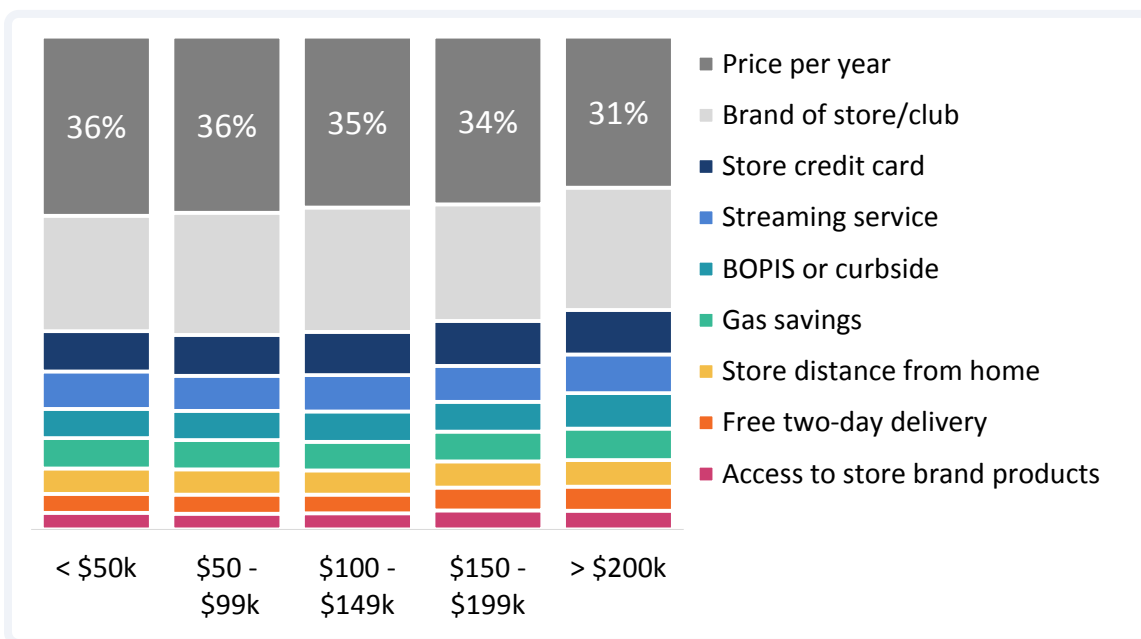 36%
36%
35%
34%
31%
Price per year
Brand of store/club
Store credit card
Streaming service
BOPIS or curbside
Gas savings
Store distance from home
Free two-day delivery
Access to store brand products
< $50k
$50 -
$99k
$100 -
$149k
$150 -
$199k
> $200k